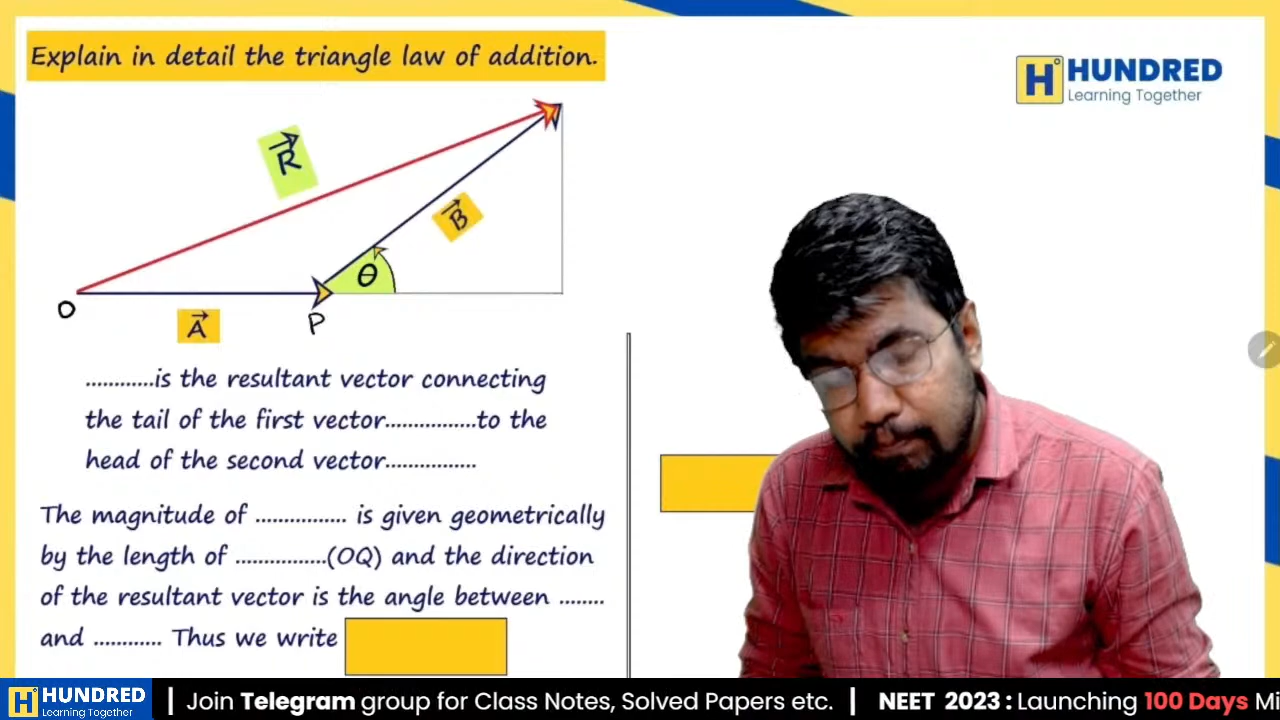 Explain in detail the triangle law of addition.
H° HUNDRED
Learning Together
R⃗
B⃗
θ
O
A⃗
P
............is the resultant vector connecting
the tail of the first vector................to the
head of the second vector................
The magnitude of ................ is given geometrically
by the length of ................(OQ) and the direction
of the resultant vector is the angle between ........
and ............ Thus we write
H° HUNDRED
Learning Together
| Join Telegram group for Class Notes, Solved Papers etc. | NEET 2023 : Launching 100 Days Mi